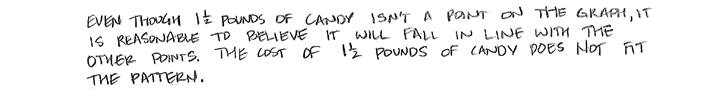 EVEN THOUGH 1½ POUNDS OF CANDY ISN'T A POINT ON THE GRAPH, IT
IS REASONABLE TO BELIEVE IT WILL FALL IN LINE WITH THE
OTHER POINTS. THE COST OF 1½ POUNDS OF CANDY DOES NOT FIT
THE PATTERN.